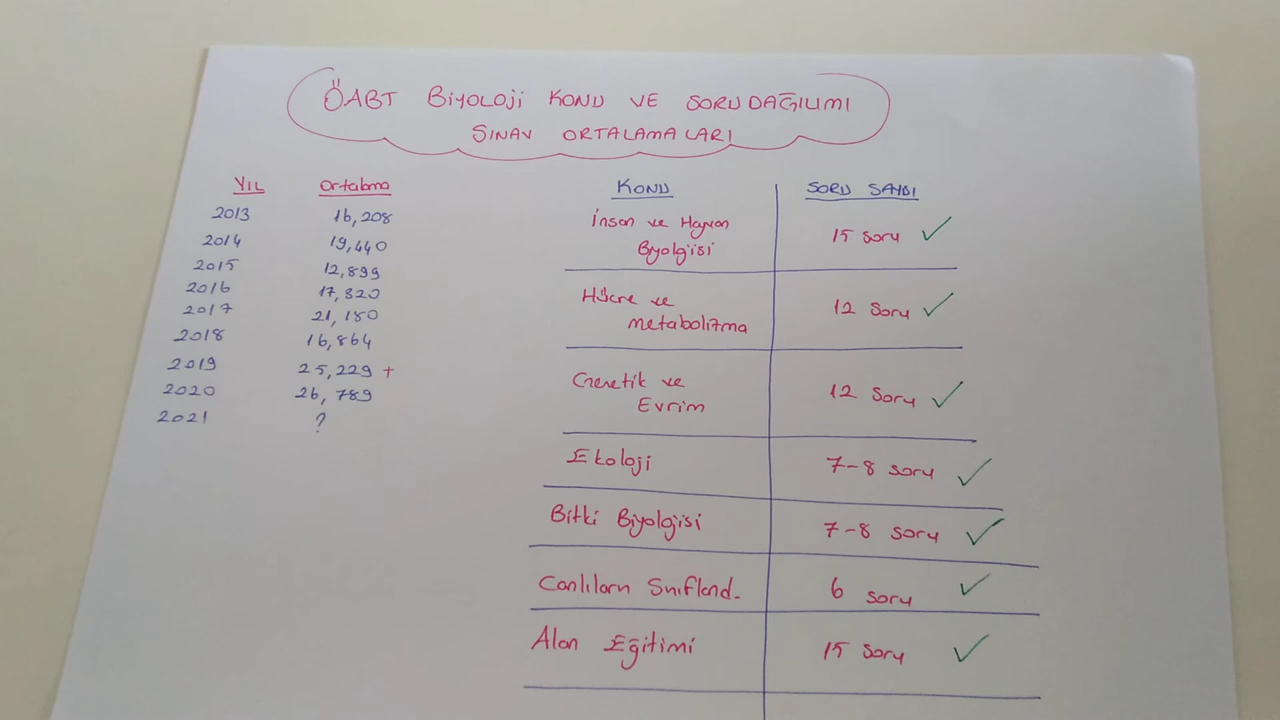 ÖABT BİYOLOJİ KONU VE SORU DAĞILIMI
SINAV ORTALAMALARI
YIL Ortalama
2013 16,208
2014 19,440
2015 12,899
2016 17,320
2017 21,180
2018 16,864
2019 25,229 +
2020 26,789
2021 ?
KONU SORU SAYISI
İnsan ve Hayvan
Biyolojisi 15 Soru ✓
Hücre ve
metabolizma 12 Soru ✓
Genetik ve
Evrim 12 Soru ✓
Ekoloji 7-8 soru ✓
Bitki Biyolojisi 7-8 soru ✓
Canlıların Sınıfland. 6 soru ✓
Alan Eğitimi 15 Soru ✓